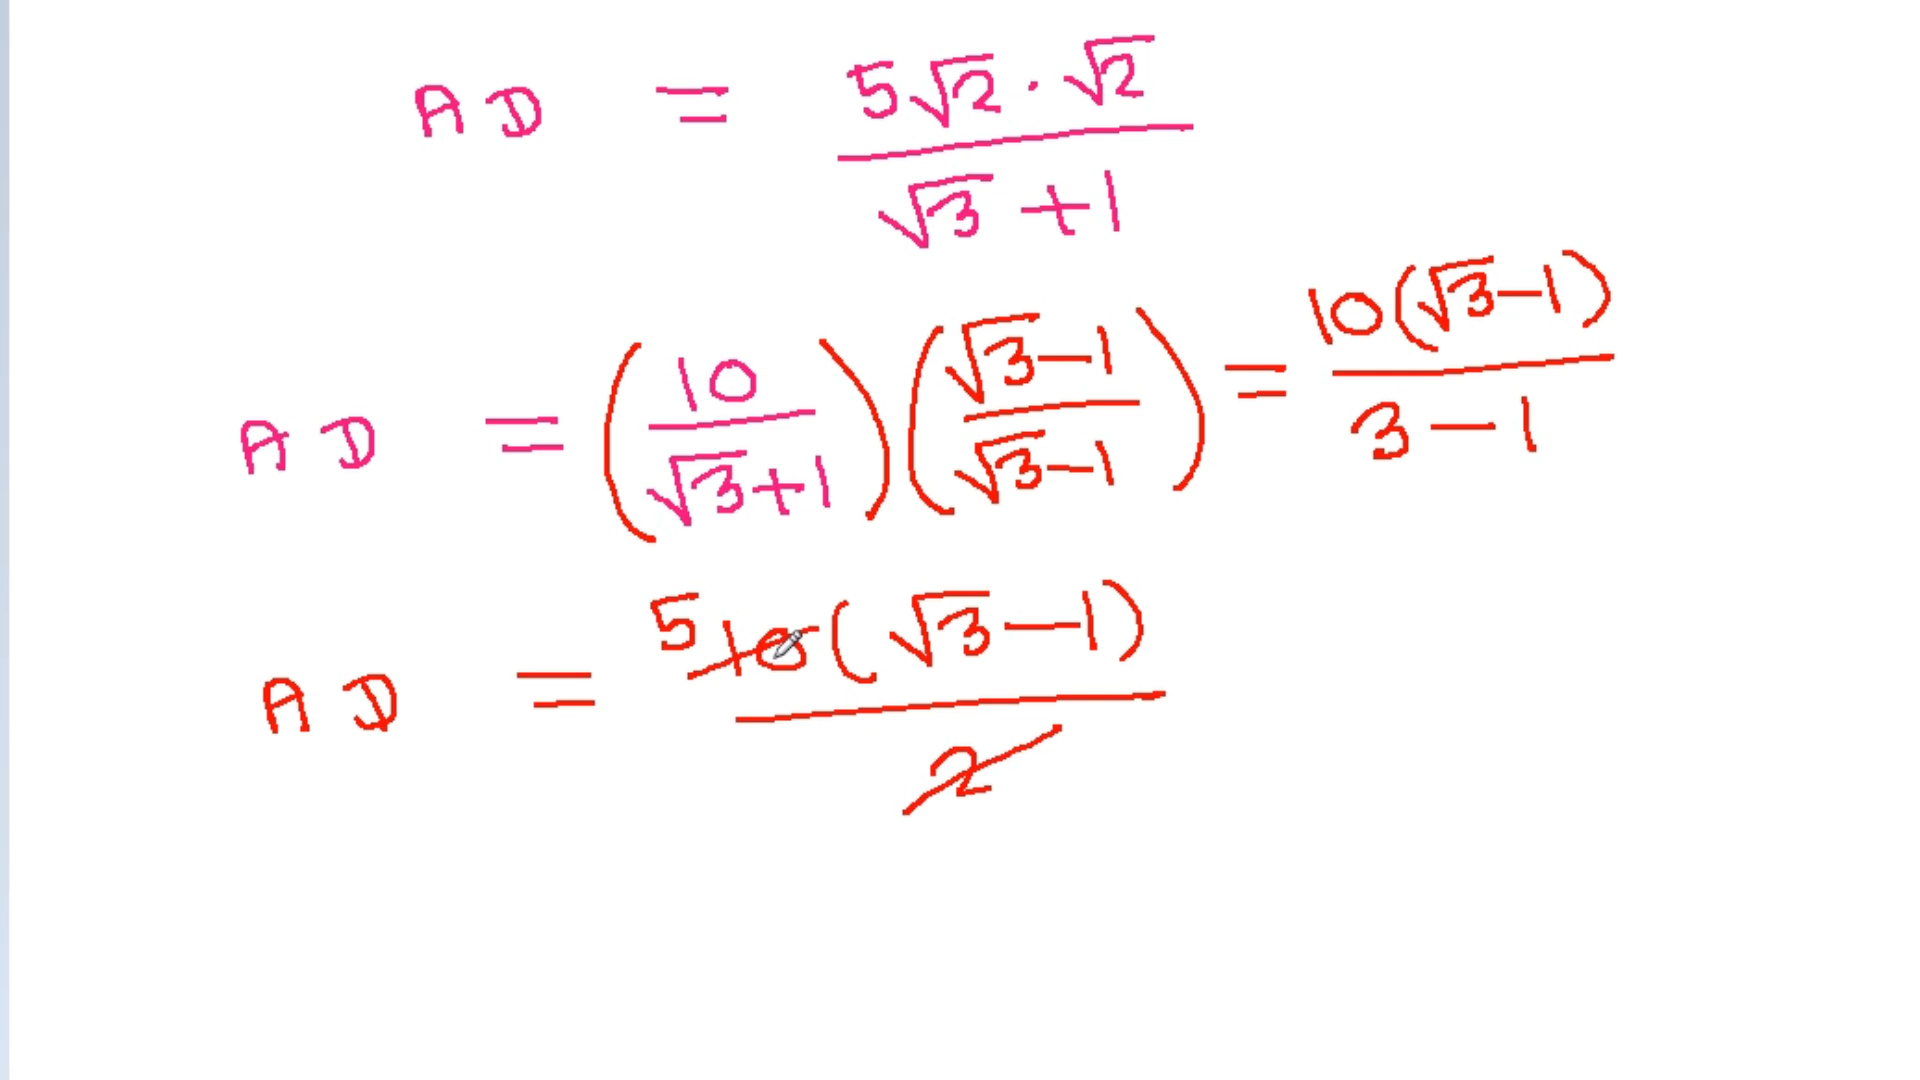 AD = 5√2 · √2 / √3 + 1
AD = (10 / √3+1) (√3-1 / √3-1) = 10(√3-1) / 3-1
AD = 5 10 (√3-1) / 2